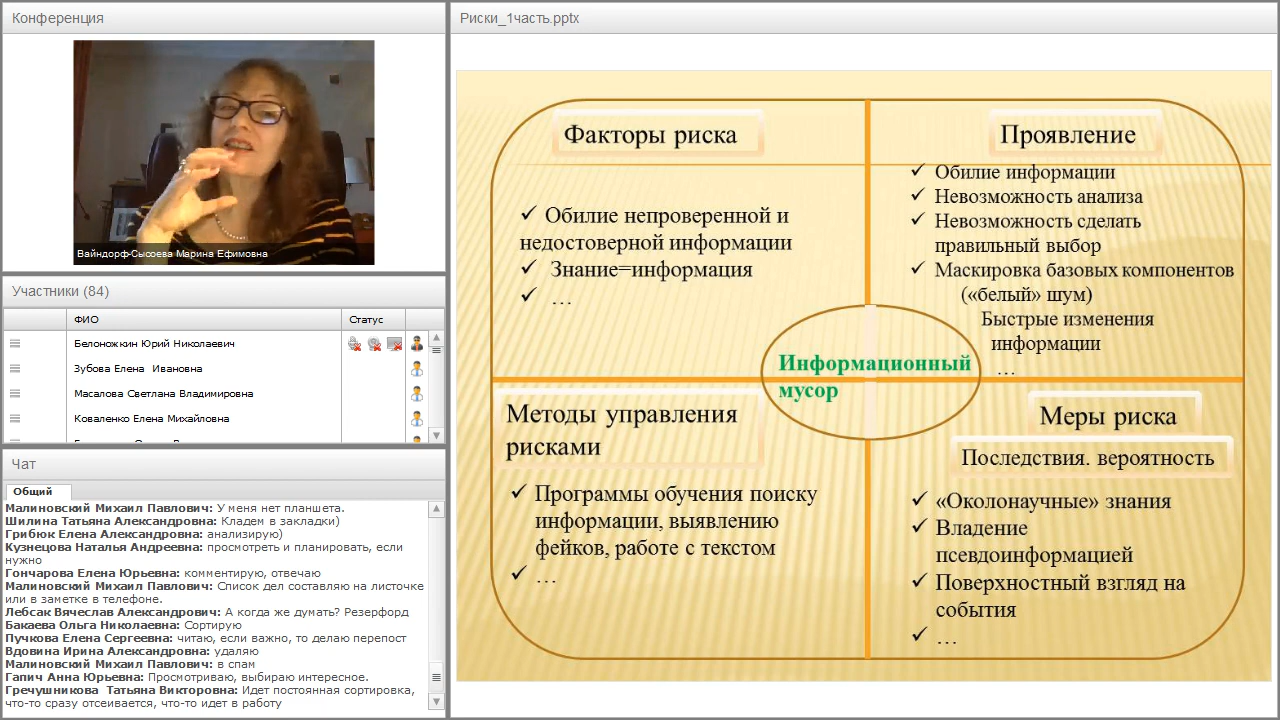 Конференция
Вайндорф-Сысоева Марина Ефимовна
Участники (84)
ФИО
Статус
Белоножкин Юрий Николаевич
Зубова Елена Ивановна
Масалова Светлана Владимировна
Коваленко Елена Михайловна
Чат
Общий
Малиновский Михаил Павлович: У меня нет планшета.
Шилина Татьяна Александровна: Кладем в закладки)
Грибюк Елена Александровна: анализирую)
Кузнецова Наталья Андреевна: просмотреть и планировать, если
нужно
Гончарова Елена Юрьевна: комментирую, отвечаю
Малиновский Михаил Павлович: Список дел составляю на листочке
или в заметке в телефоне.
Лебсак Вячеслав Александрович: А когда же думать? Резерфорд
Бакаева Ольга Николаевна: Сортирую
Пучкова Елена Сергеевна: читаю, если важно, то делаю перепост
Вдовина Ирина Александровна: удаляю
Малиновский Михаил Павлович: в спам
Гапич Анна Юрьевна: Просматриваю, выбираю интересное.
Гречушникова Татьяна Викторовна: Идет постоянная сортировка,
что-то сразу отсеивается, что-то идет в работу
Риски_1часть.pptx
Факторы риска
✓ Обилие непроверенной и
недостоверной информации
✓ Знание=информация
✓ …
Проявление
✓ Обилие информации
✓ Невозможность анализа
✓ Невозможность сделать
правильный выбор
✓ Маскировка базовых компонентов
(«белый» шум)
Быстрые изменения
информации
…
Информационный
мусор
Методы управления
рисками
✓ Программы обучения поиску
информации, выявлению
фейков, работе с текстом
✓ …
Меры риска
Последствия. вероятность
✓ «Околонаучные» знания
✓ Владение
псевдоинформацией
✓ Поверхностный взгляд на
события
✓ …